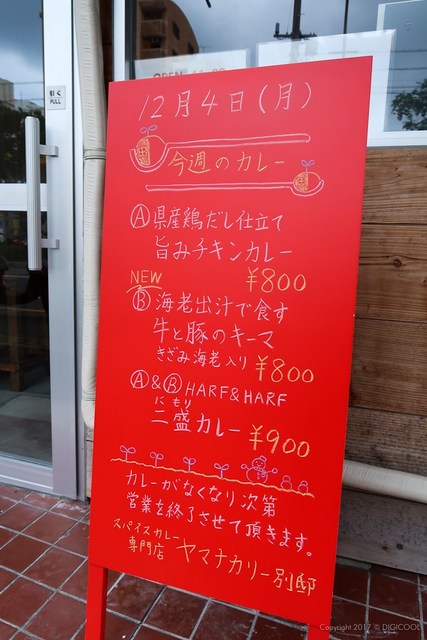 引く
PULL
OPEN
12月4日(月)
今週のカレー
Ⓐ県産鶏だし仕立て
旨みチキンカレー
¥800
NEW
Ⓑ海老出汁で食す
牛と豚のキーマ
きざみ海老入り ¥800
Ⓐ&Ⓑ HARF&HARF
にもり
二盛カレー ¥900
カレーがなくなり次第
営業を終了させて頂きます。
スパイスカレー
専門店 ヤマナカリー別邸
Copyright 2017 © DIGICOOL